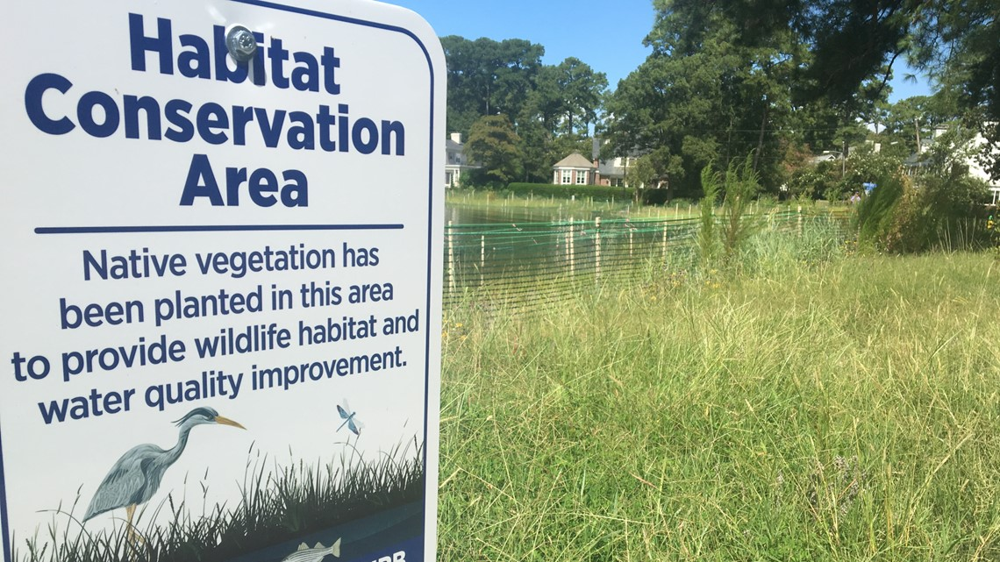 Habitat
Conservation
Area
Native vegetation has
been planted in this area
to provide wildlife habitat and
water quality improvement.